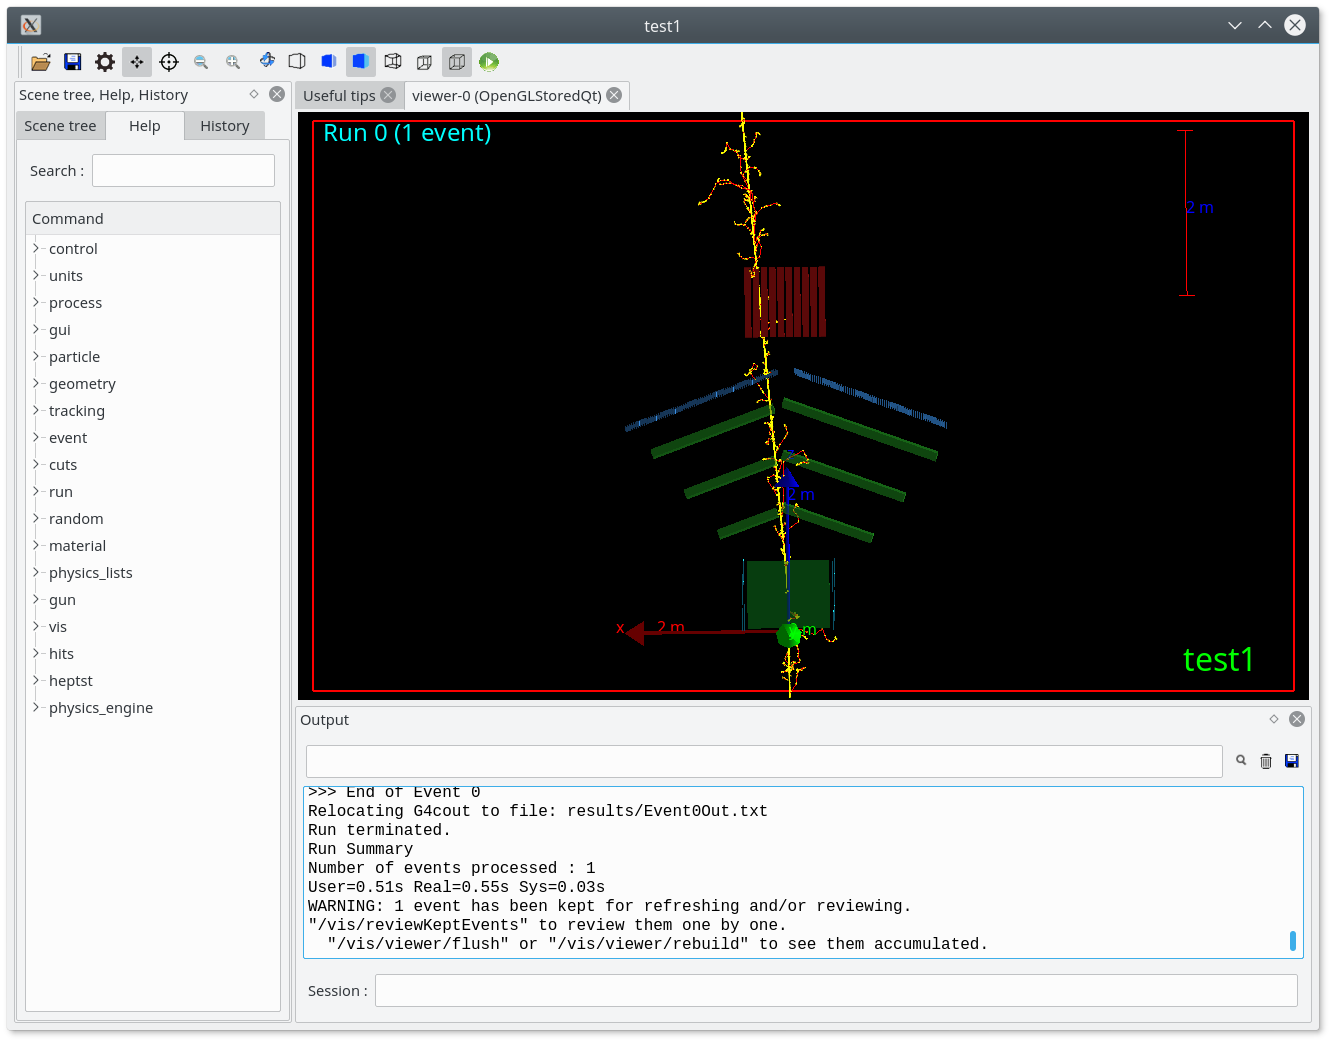 test1
Scene tree, Help, History
Useful tips
viewer-0 (OpenGLStoredQt)
Scene tree
Help
History
Search :
Command
control
units
process
gui
particle
geometry
tracking
event
cuts
run
random
material
physics_lists
gun
vis
hits
heptst
physics_engine
Run 0 (1 event)
2 m
2 m
x
2 m
m
test1
Output
>>> End of Event 0
Relocating G4cout to file: results/Event0Out.txt
Run terminated.
Run Summary
Number of events processed : 1
User=0.51s Real=0.55s Sys=0.03s
WARNING: 1 event has been kept for refreshing and/or reviewing.
"/vis/reviewKeptEvents" to review them one by one.
"/vis/viewer/flush" or "/vis/viewer/rebuild" to see them accumulated.
Session :